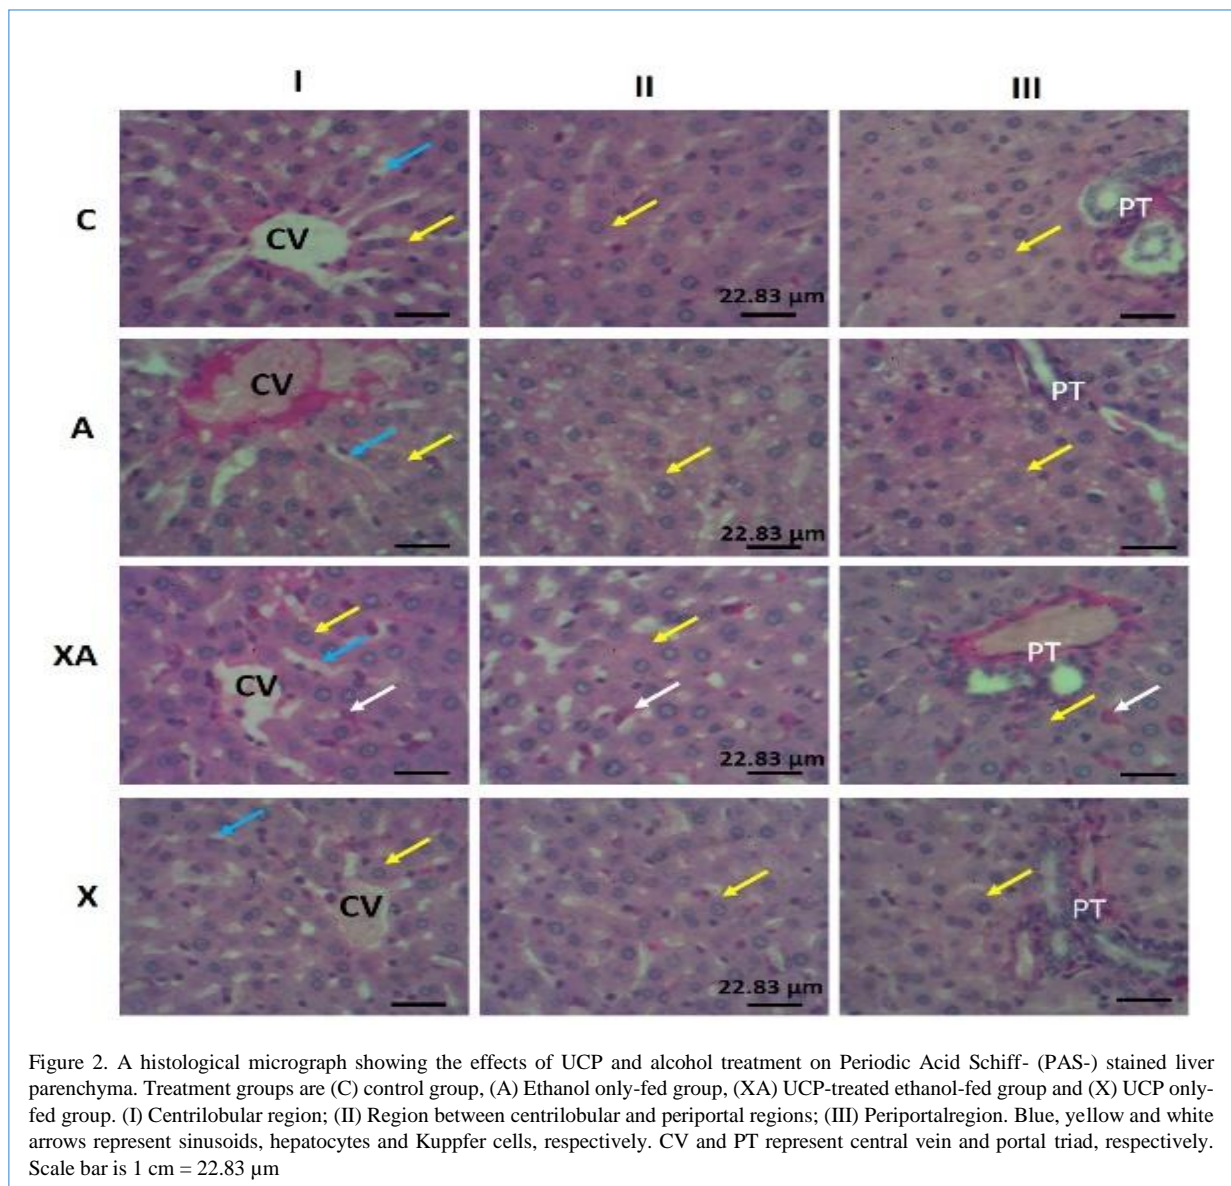 I II III
C CV PT
22.83 µm
A CV PT
22.83 µm
XA CV PT
22.83 µm
X CV PT
22.83 µm
Figure 2. A histological micrograph showing the effects of UCP and alcohol treatment on Periodic Acid Schiff- (PAS-) stained liver
parenchyma. Treatment groups are (C) control group, (A) Ethanol only-fed group, (XA) UCP-treated ethanol-fed group and (X) UCP only-
fed group. (I) Centrilobular region; (II) Region between centrilobular and periportal regions; (III) Periportalregion. Blue, yellow and white
arrows represent sinusoids, hepatocytes and Kuppfer cells, respectively. CV and PT represent central vein and portal triad, respectively.
Scale bar is 1 cm = 22.83 µm